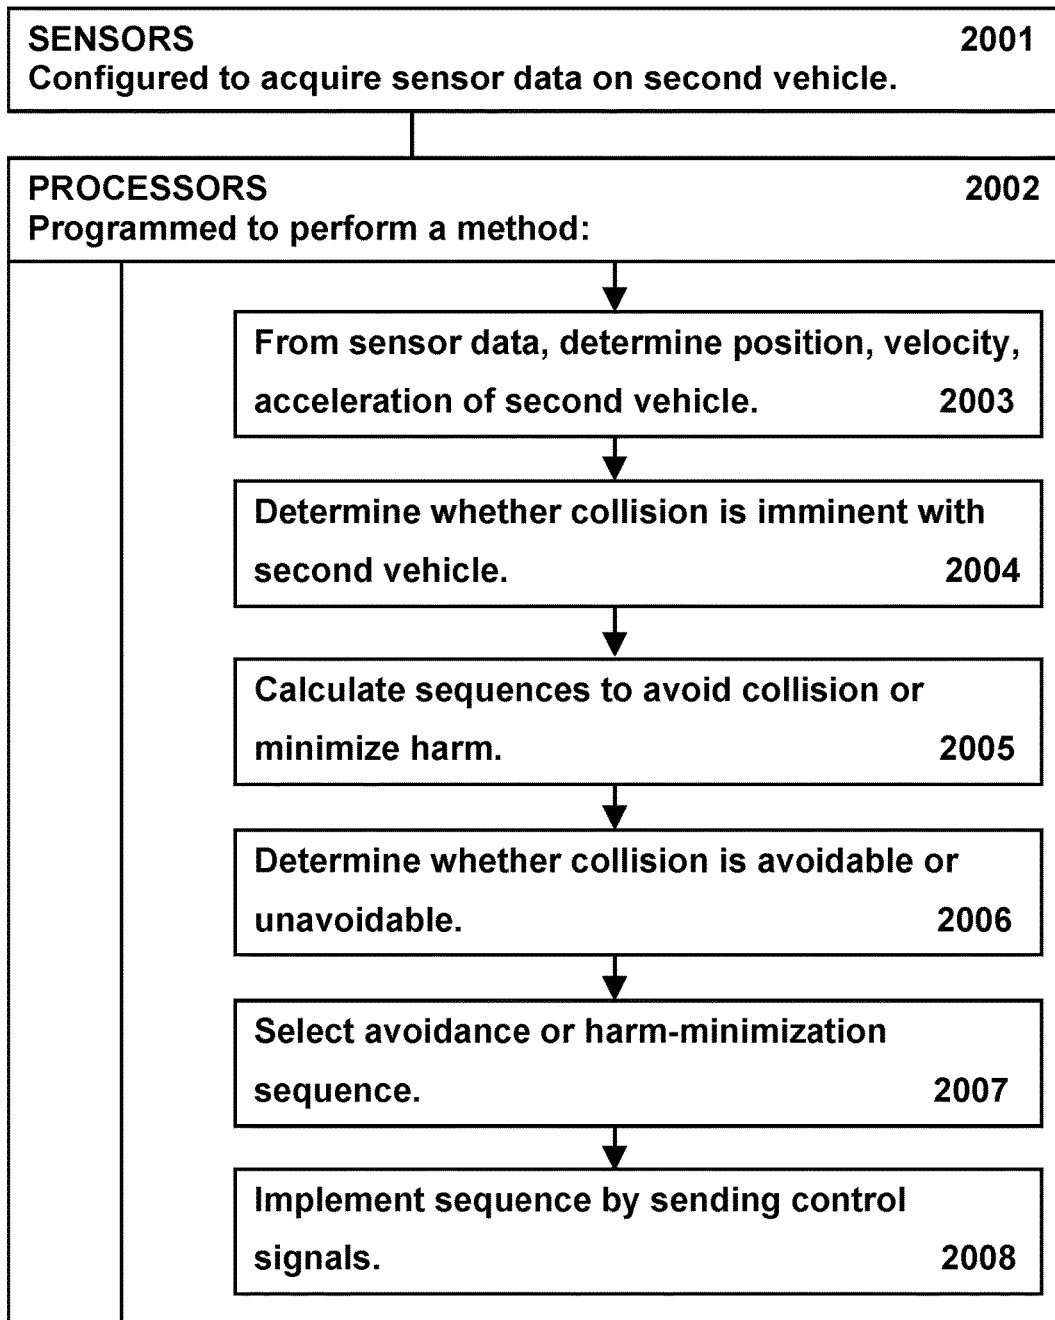 SENSORS 2001
Configured to acquire sensor data on second vehicle.
PROCESSORS 2002
Programmed to perform a method:
From sensor data, determine position, velocity,
acceleration of second vehicle. 2003
Determine whether collision is imminent with
second vehicle. 2004
Calculate sequences to avoid collision or
minimize harm. 2005
Determine whether collision is avoidable or
unavoidable. 2006
Select avoidance or harm-minimization
sequence. 2007
Implement sequence by sending control
signals. 2008